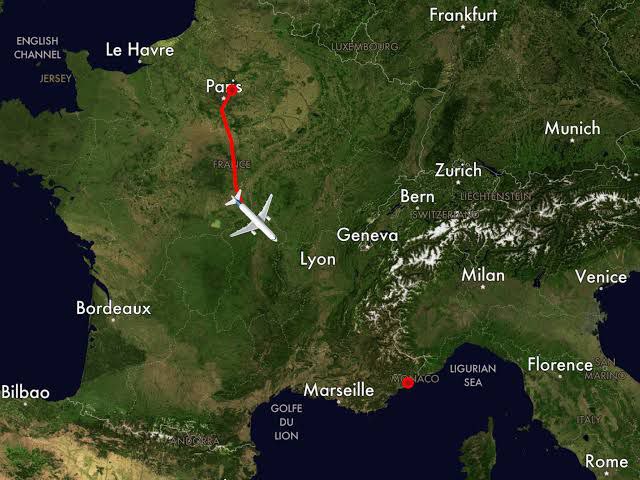 Frankfurt
ENGLISH
CHANNEL
Le Havre
LUXEMBOURG
JERSEY
Paris
Munich
FRANCE
Zurich
Bern
LIECHTENSTEIN
SWITZERLAND
Geneva
Lyon
Milan
Venice
Bordeaux
Florence
SAN
MARINO
LIGURIAN
SEA
MONACO
Bilbao
Marseille
GOLFE
DU
LION
ITALY
ANDORRA
Rome